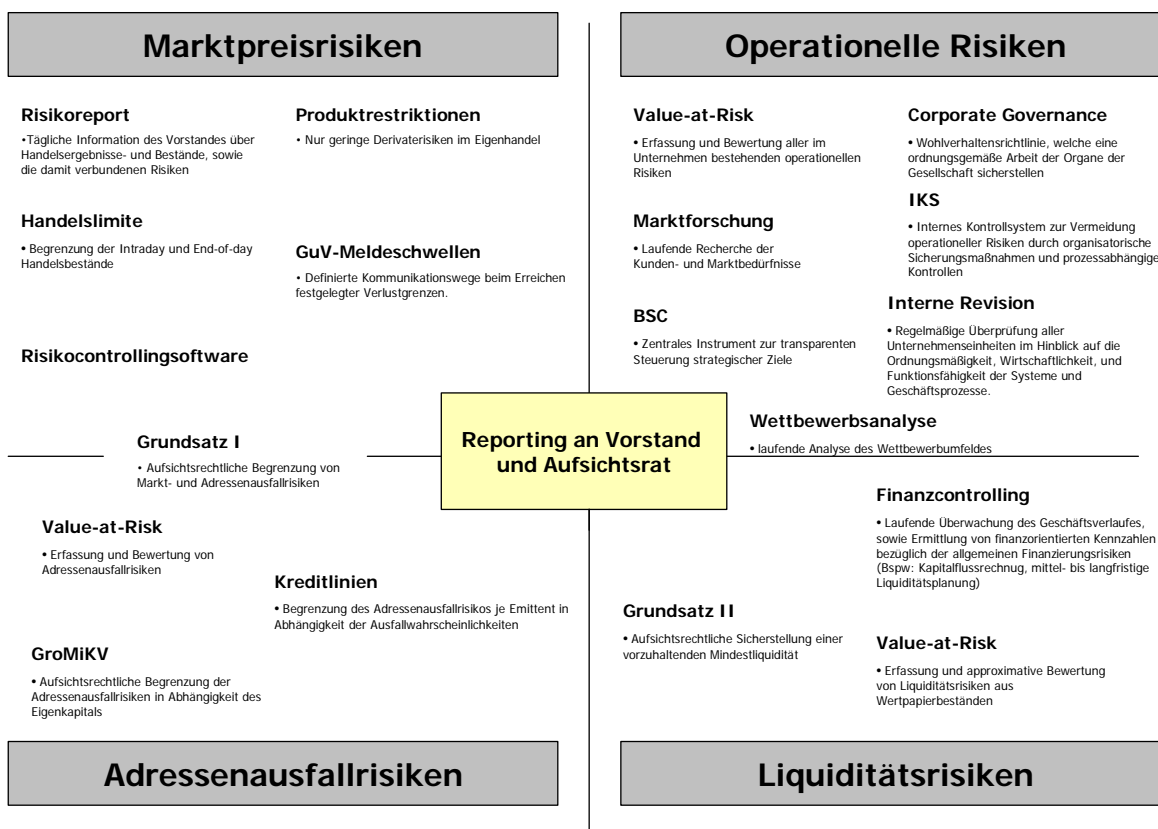 Marktpreisrisiken
Risikoreport
•Tägliche Information des Vorstandes über
Handelsergebnisse- und Bestände, sowie
die damit verbundenen Risiken
Produktrestriktionen
• Nur geringe Derivaterisiken im Eigenhandel
Handelslimite
• Begrenzung der Intraday und End-of-day
Handelsbestände
GuV-Meldeschwellen
• Definierte Kommunikationswege beim Erreichen
festgelegter Verlustgrenzen.
Risikocontrollingsoftware
Operationelle Risiken
Value-at-Risk
• Erfassung und Bewertung aller im
Unternehmen bestehenden operationellen
Risiken
Corporate Governance
• Wohlverhaltensrichtlinie, welche eine
ordnungsgemäße Arbeit der Organe der
Gesellschaft sicherstellen
Marktforschung
• Laufende Recherche der
Kunden- und Marktbedürfnisse
IKS
• Internes Kontrollsystem zur Vermeidung
operationeller Risiken durch organisatorische
Sicherungsmaßnahmen und prozessabhängige
Kontrollen
BSC
• Zentrales Instrument zur transparenten
Steuerung strategischer Ziele
Interne Revision
• Regelmäßige Überprüfung aller
Unternehmenseinheiten im Hinblick auf die
Ordnungsmäßigkeit, Wirtschaftlichkeit, und
Funktionsfähigkeit der Systeme und
Geschäftsprozesse.
Wettbewerbsanalyse
• laufende Analyse des Wettbewerbumfeldes
Reporting an Vorstand
und Aufsichtsrat
Grundsatz I
• Aufsichtsrechtliche Begrenzung von
Markt- und Adressenausfallrisiken
Value-at-Risk
• Erfassung und Bewertung von
Adressenausfallrisiken
Kreditlinien
• Begrenzung des Adressenausfallrisikos je Emittent in
Abhängigkeit der Ausfallwahrscheinlichkeiten
GroMiKV
• Aufsichtsrechtliche Begrenzung der
Adressenausfallrisiken in Abhängigkeit des
Eigenkapitals
Adressenausfallrisiken
Finanzcontrolling
• Laufende Überwachung des Geschäftsverlaufes,
sowie Ermittlung von finanzorientierten Kennzahlen
bezüglich der allgemeinen Finanzierungsrisiken
(Bspw: Kapitalflussrechnug, mittel- bis langfristige
Liquiditätsplanung)
Grundsatz II
• Aufsichtsrechtliche Sicherstellung einer
vorzuhaltenden Mindestliquidität
Value-at-Risk
• Erfassung und approximative Bewertung
von Liquiditätsrisiken aus
Wertpapierbeständen
Liquiditätsrisiken